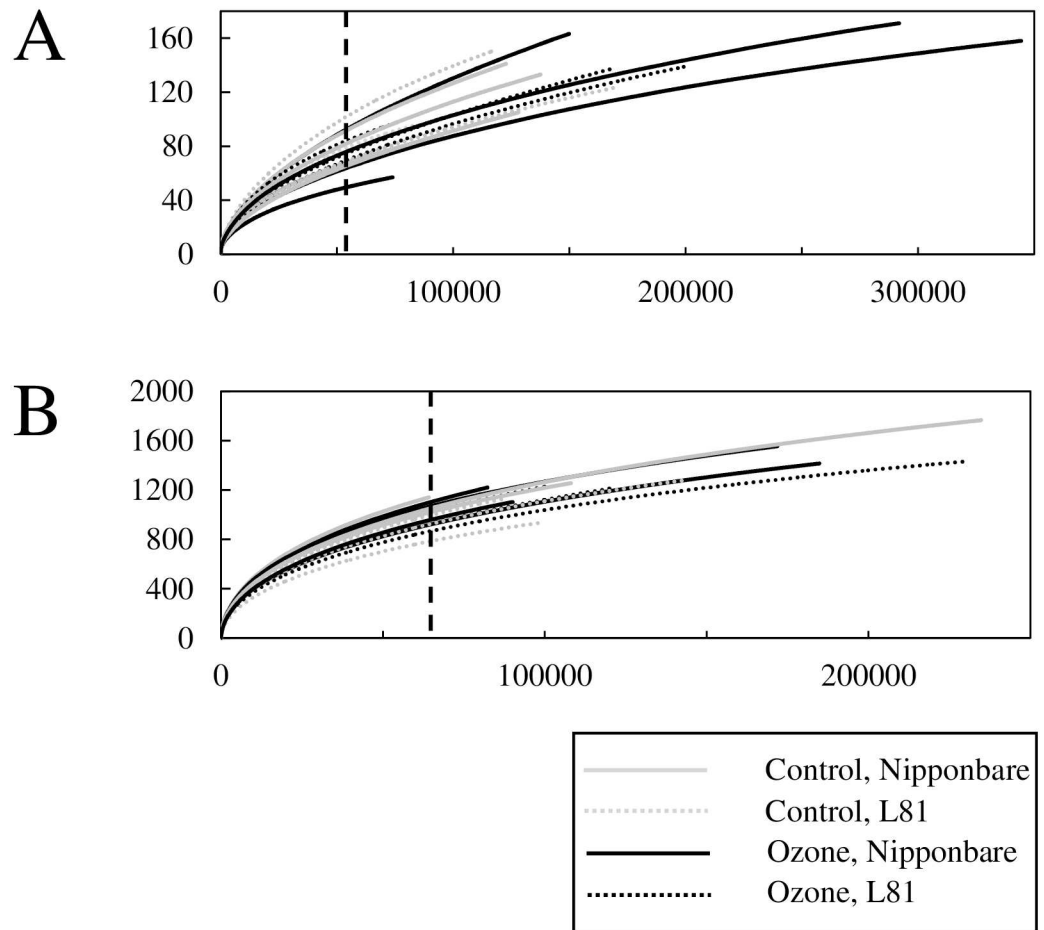 A
160
120
80
40
0
0 100000 200000 300000
B
2000
1600
1200
800
400
0
0 100000 200000
Control, Nipponbare
Control, L81
Ozone, Nipponbare
Ozone, L81